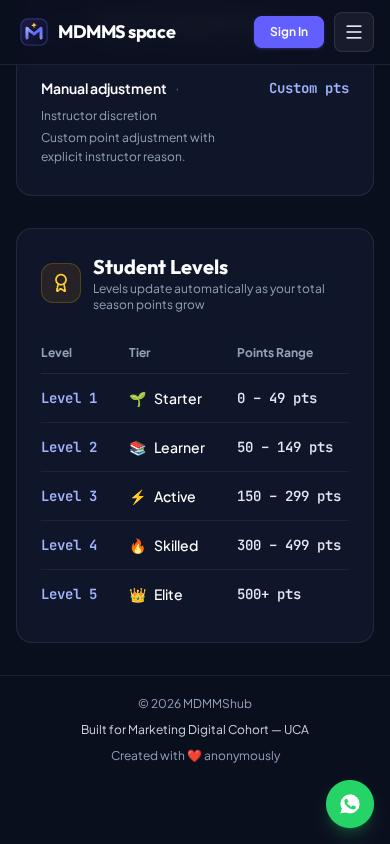 MDMMS space
Sign In
Manual adjustment · Custom pts
Instructor discretion
Custom point adjustment with
explicit instructor reason.
Student Levels
Levels update automatically as your total
season points grow
Level Tier Points Range
Level 1 🌱 Starter 0 – 49 pts
Level 2 📚 Learner 50 – 149 pts
Level 3 ⚡ Active 150 – 299 pts
Level 4 🔥 Skilled 300 – 499 pts
Level 5 👑 Elite 500+ pts
© 2026 MDMMShub
Built for Marketing Digital Cohort — UCA
Created with ❤️ anonymously